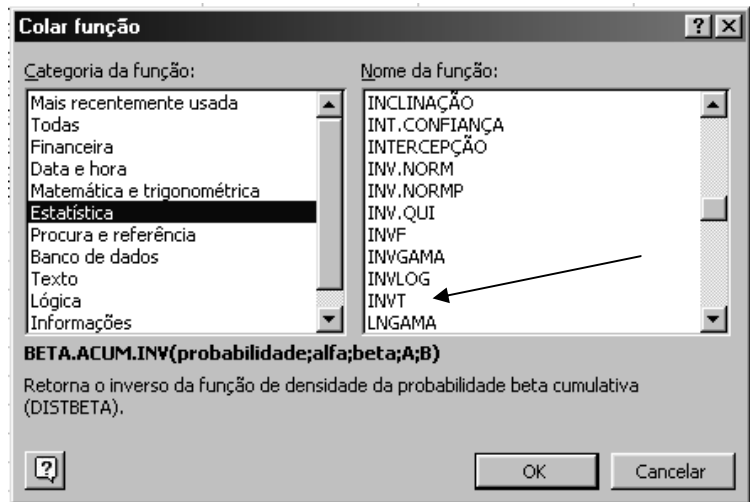 Colar função
Categoria da função:
Mais recentemente usada
Todas
Financeira
Data e hora
Matemática e trigonométrica
Estatística
Procura e referência
Banco de dados
Texto
Lógica
Informações
Nome da função:
INCLINAÇÃO
INT.CONFIANÇA
INTERCEPÇÃO
INV.NORM
INV.NORMP
INV.QUI
INVF
INVGAMA
INVLOG
INVT
LNGAMA
BETA.ACUM.INV(probabilidade;alfa;beta;A;B)
Retorna o inverso da função de densidade da probabilidade beta cumulativa
(DISTBETA).
OK
Cancelar